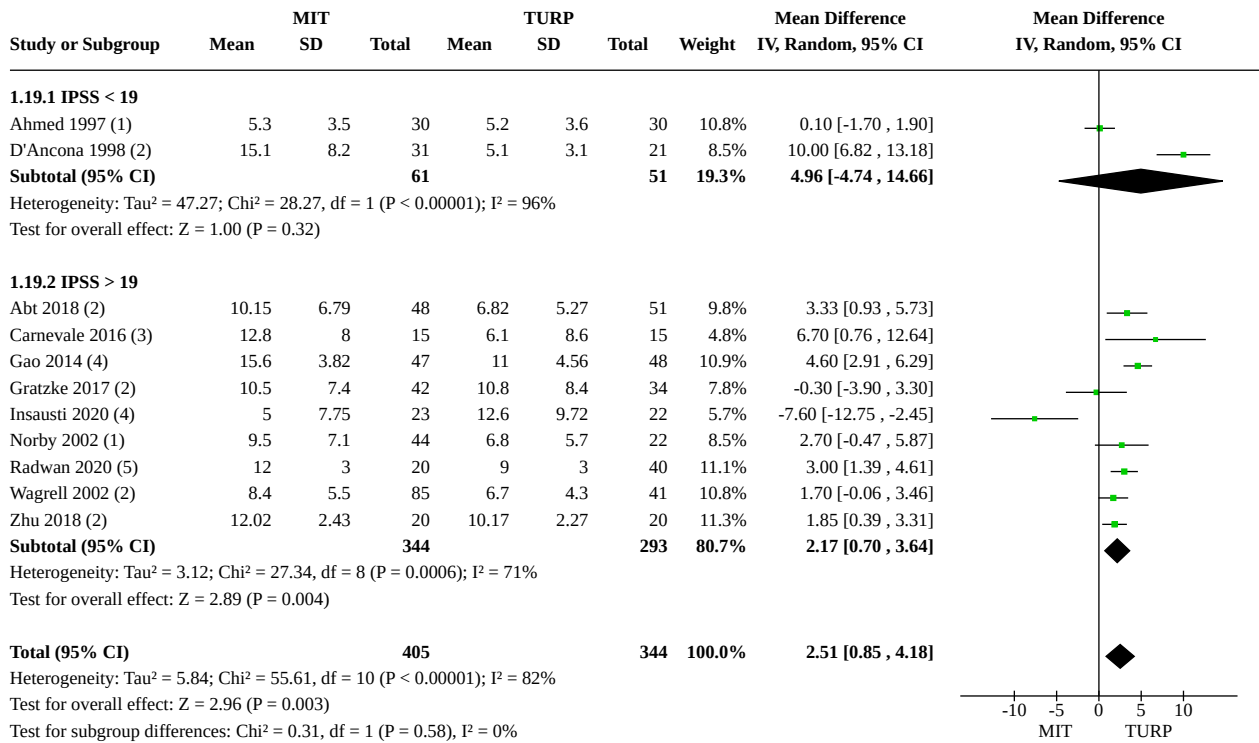 MIT TURP Mean Difference Mean Difference
Study or Subgroup Mean SD Total Mean SD Total Weight IV, Random, 95% CI IV, Random, 95% CI
1.19.1 IPSS < 19
Ahmed 1997 (1) 5.3 3.5 30 5.2 3.6 30 10.8% 0.10 [-1.70 , 1.90]
D'Ancona 1998 (2) 15.1 8.2 31 5.1 3.1 21 8.5% 10.00 [6.82 , 13.18]
Subtotal (95% CI) 61 51 19.3% 4.96 [-4.74 , 14.66]
Heterogeneity: Tau² = 47.27; Chi² = 28.27, df = 1 (P < 0.00001); I² = 96%
Test for overall effect: Z = 1.00 (P = 0.32)
1.19.2 IPSS > 19
Abt 2018 (2) 10.15 6.79 48 6.82 5.27 51 9.8% 3.33 [0.93 , 5.73]
Carnevale 2016 (3) 12.8 8 15 6.1 8.6 15 4.8% 6.70 [0.76 , 12.64]
Gao 2014 (4) 15.6 3.82 47 11 4.56 48 10.9% 4.60 [2.91 , 6.29]
Gratzke 2017 (2) 10.5 7.4 42 10.8 8.4 34 7.8% -0.30 [-3.90 , 3.30]
Insausti 2020 (4) 5 7.75 23 12.6 9.72 22 5.7% -7.60 [-12.75 , -2.45]
Norby 2002 (1) 9.5 7.1 44 6.8 5.7 22 8.5% 2.70 [-0.47 , 5.87]
Radwan 2020 (5) 12 3 20 9 3 40 11.1% 3.00 [1.39 , 4.61]
Wagrell 2002 (2) 8.4 5.5 85 6.7 4.3 41 10.8% 1.70 [-0.06 , 3.46]
Zhu 2018 (2) 12.02 2.43 20 10.17 2.27 20 11.3% 1.85 [0.39 , 3.31]
Subtotal (95% CI) 344 293 80.7% 2.17 [0.70 , 3.64]
Heterogeneity: Tau² = 3.12; Chi² = 27.34, df = 8 (P = 0.0006); I² = 71%
Test for overall effect: Z = 2.89 (P = 0.004)
Total (95% CI) 405 344 100.0% 2.51 [0.85 , 4.18]
Heterogeneity: Tau² = 5.84; Chi² = 55.61, df = 10 (P < 0.00001); I² = 82%
Test for overall effect: Z = 2.96 (P = 0.003)
-10 -5 0 5 10
Test for subgroup differences: Chi² = 0.31, df = 1 (P = 0.58), I² = 0%
MIT TURP